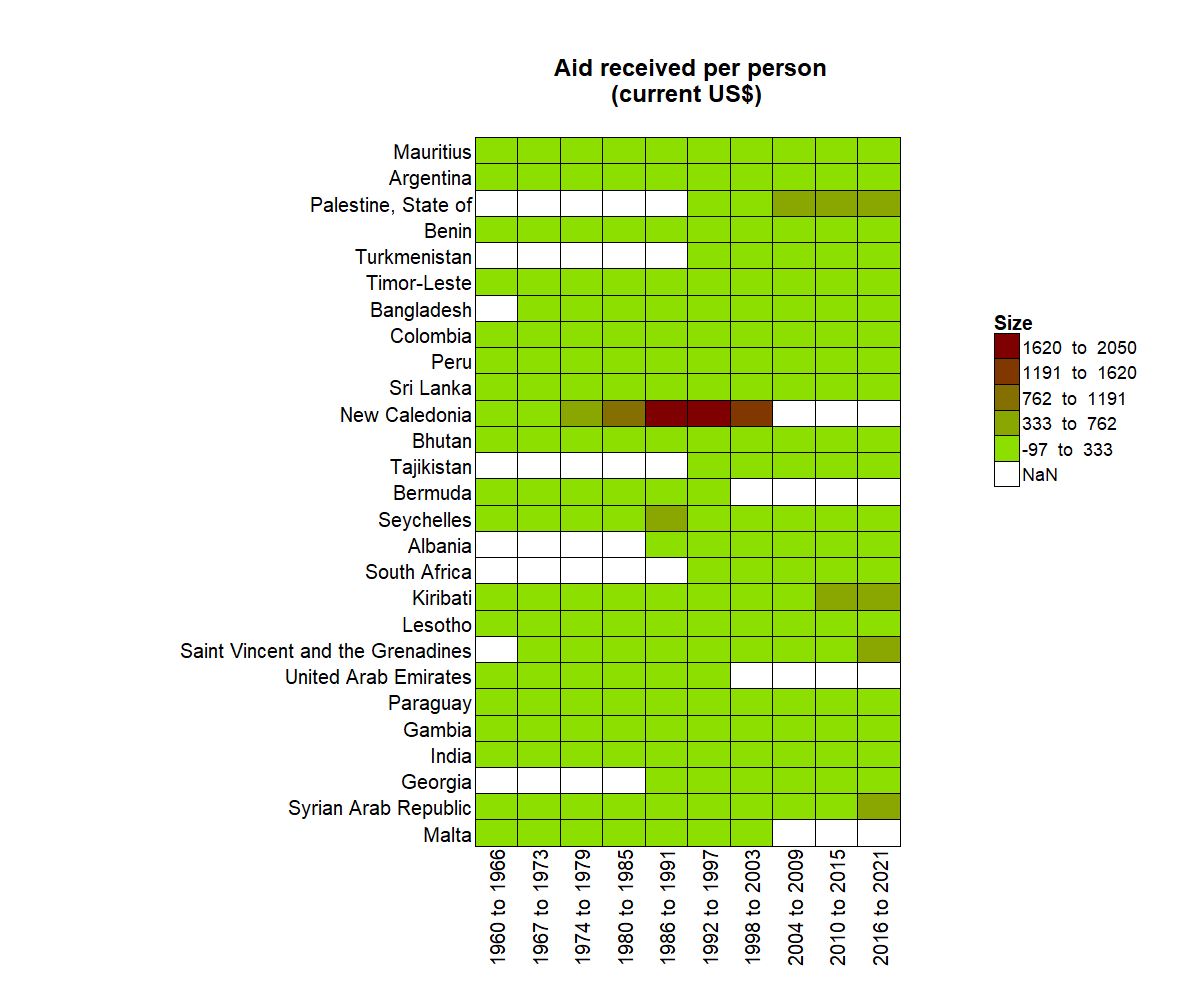 Aid received per person
(current US$)
Mauritius
Argentina
Palestine, State of
Benin
Turkmenistan
Timor-Leste
Bangladesh
Colombia
Peru
Sri Lanka
New Caledonia
Bhutan
Tajikistan
Bermuda
Seychelles
Albania
South Africa
Kiribati
Lesotho
Saint Vincent and the Grenadines
United Arab Emirates
Paraguay
Gambia
India
Georgia
Syrian Arab Republic
Malta
1960 to 1966
1967 to 1973
1974 to 1979
1980 to 1985
1986 to 1991
1992 to 1997
1998 to 2003
2004 to 2009
2010 to 2015
2016 to 2021
Size
1620 to 2050
1191 to 1620
762 to 1191
333 to 762
-97 to 333
NaN